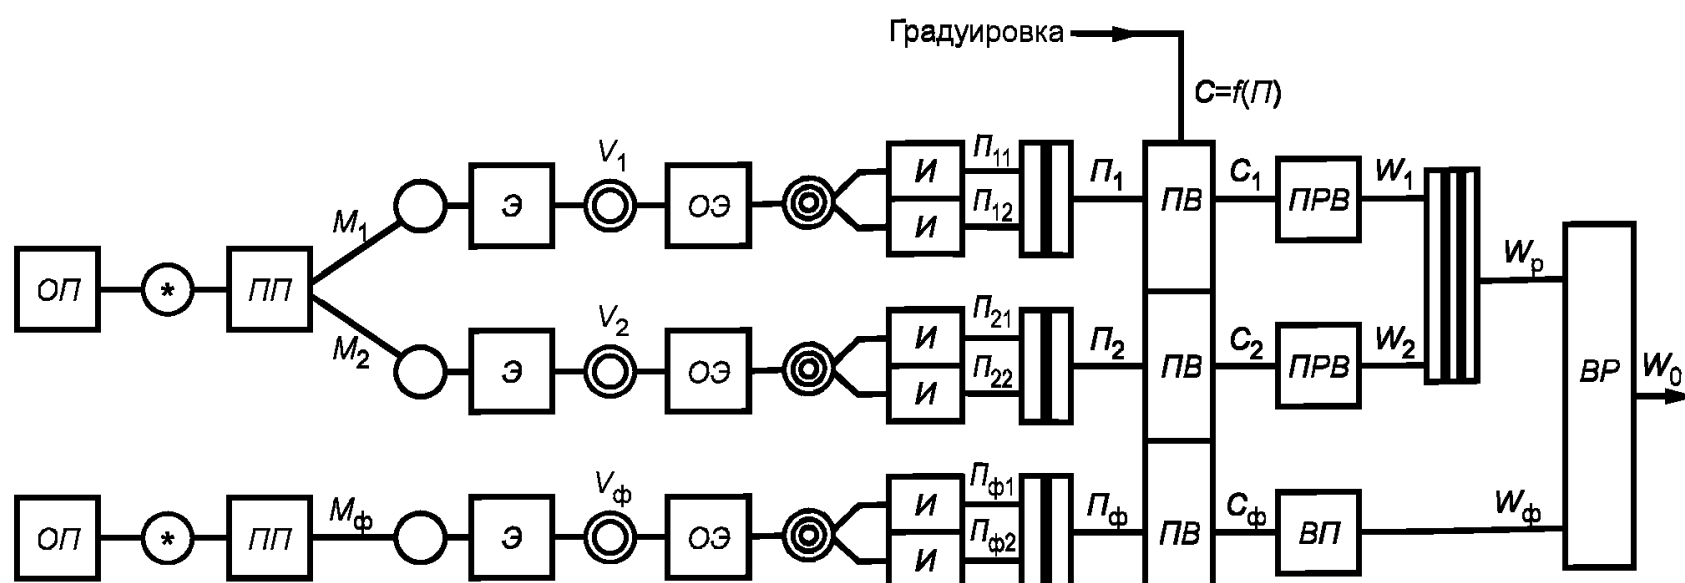 Градуировка
C=f(П)
V₁ П₁₁
M₁ Э ОЭ И П₁ ПВ C₁ ПРВ W₁
П₁₂
И
ОП * ПП Wр
V₂ П₂₁
M₂ Э ОЭ И П₂ ПВ C₂ ПРВ W₂ ВР W₀
П₂₂
И
Vф Пф1
ОП * ПП Mф Э ОЭ И Пф ПВ Cф ВП Wф
Пф2
И